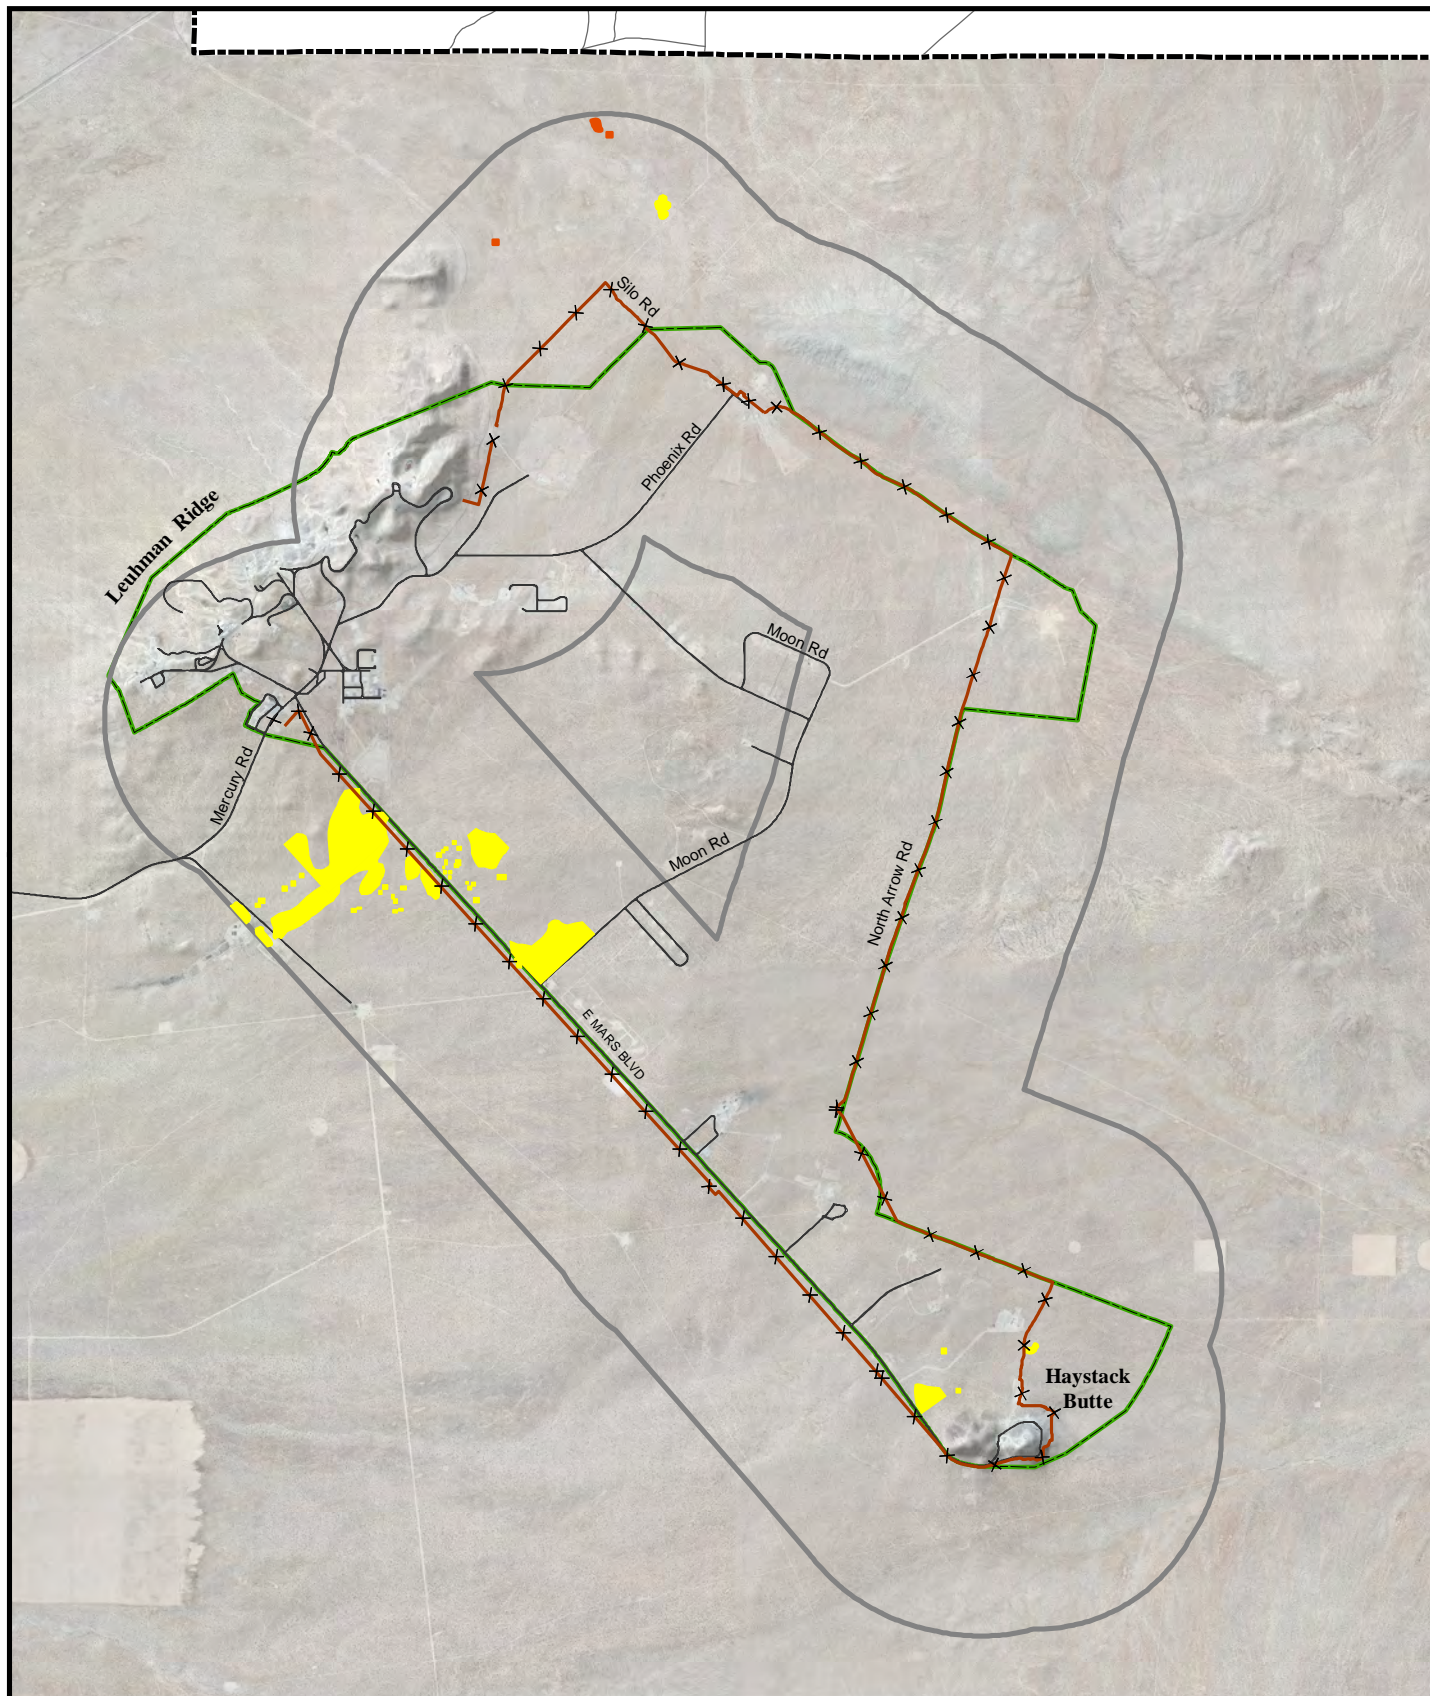 Silo Rd
Phoenix Rd
Leuhman Ridge
Moon Rd
Mercury Rd
Moon Rd
North Arrow Rd
E MARS BLVD
Haystack
Butte